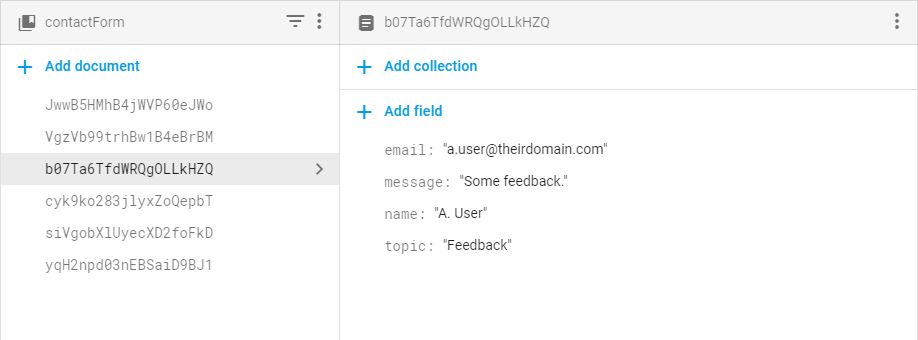 contactForm
Add document
JwwB5HMhB4jWVP60eJWo
VgzVb99trhBw1B4eBrBM
b07Ta6TfdWRQgOLLkHZQ
cyk9ko283jlyxZoQepbT
siVgobXlUyecXD2foFkD
yqH2npd03nEBSaiD9BJ1
b07Ta6TfdWRQgOLLkHZQ
Add collection
Add field
email: "a.user@theirdomain.com"
message: "Some feedback."
name: "A. User"
topic: "Feedback"